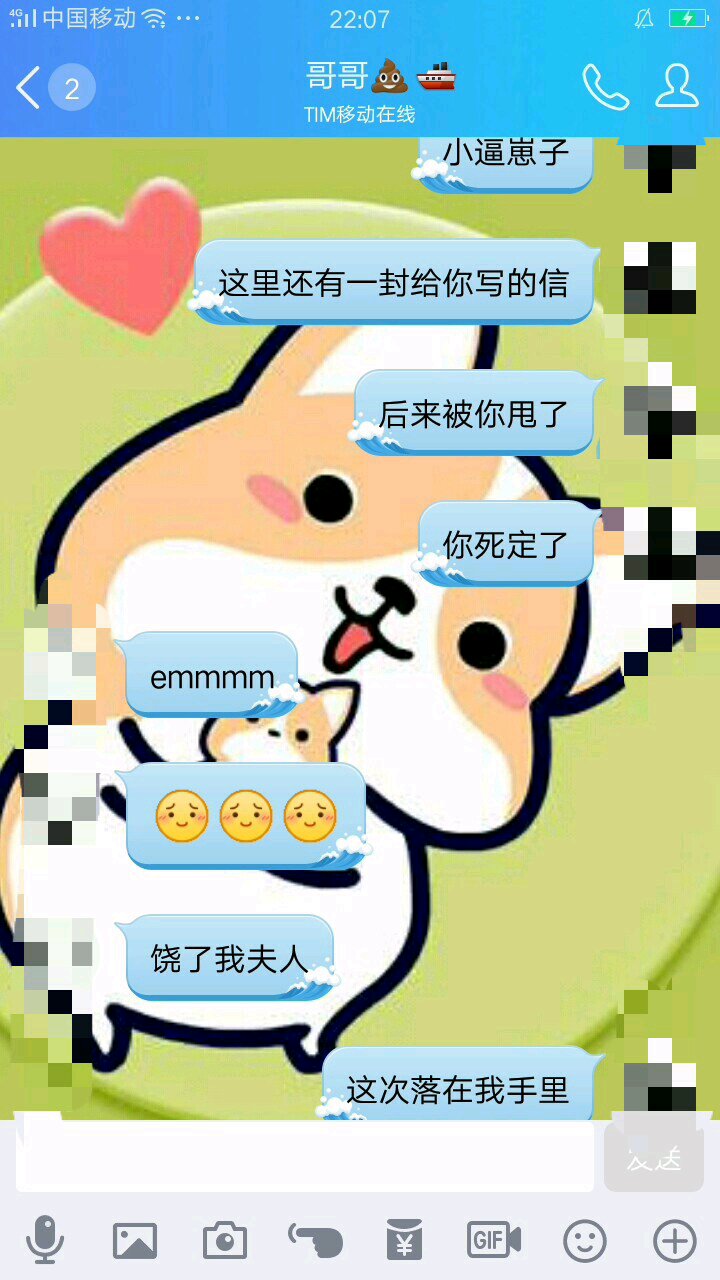 4G 中国移动 22:07
2
哥哥💩🚢
TIM移动在线
小逼崽子
这里还有一封给你写的信
后来被你甩了
你死定了
emmmm
饶了我夫人
这次落在我手里
发送
¥
GIF